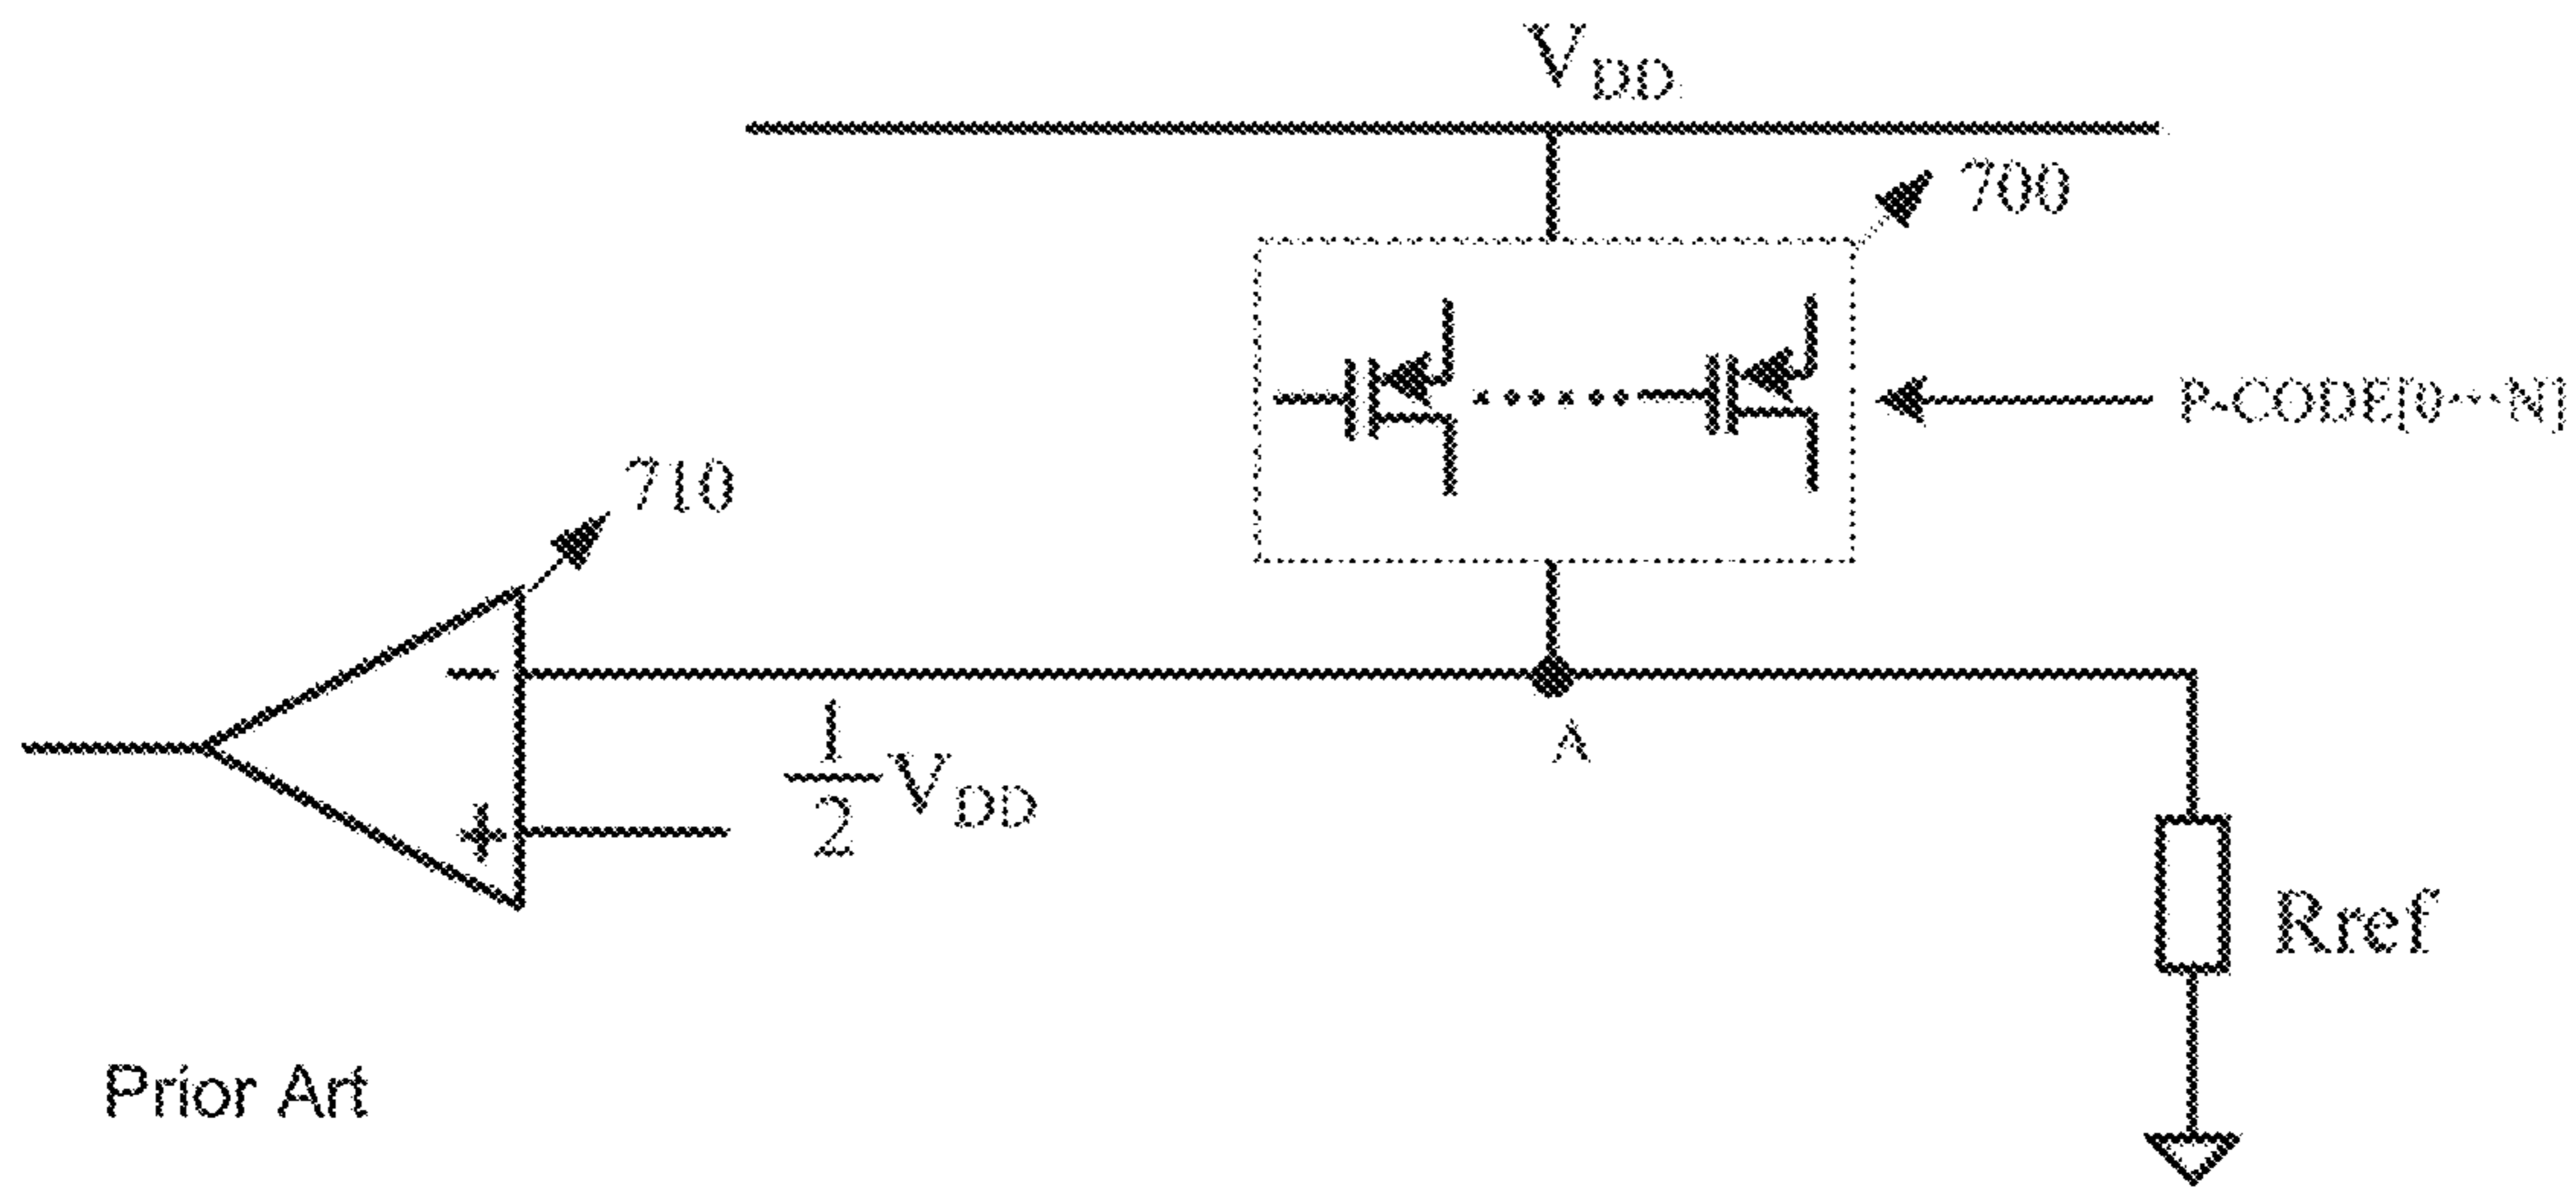 VDD
700
P-CODE[0···N]
710
-
A
1/2 VDD
+
Rref
Prior Art